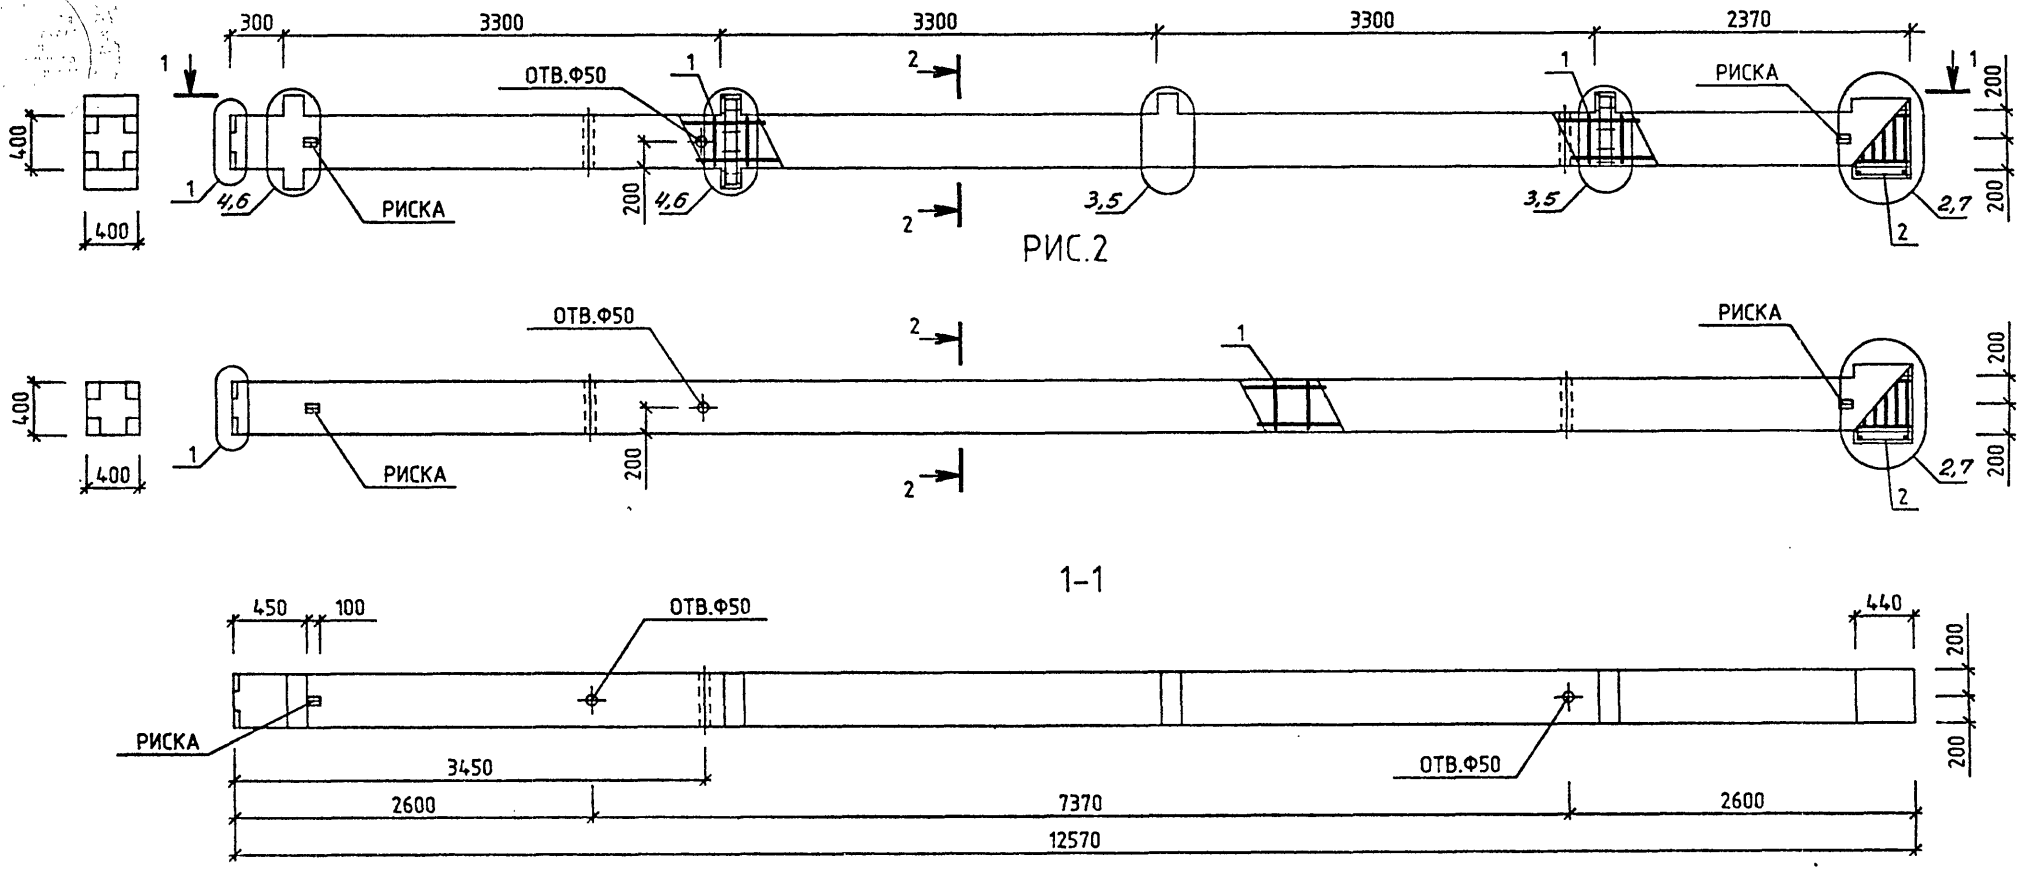 300 3300 3300 3300 2370
1 ОТВ.Ф50 1 2 1 РИСКА 1
200
400
1 4,6 РИСКА 200 4,6 2 3,5 3,5 200 2,7
400 2
РИС.2
ОТВ.Ф50 2 1 РИСКА 200
400
1 РИСКА 200 2 200 2,7
400 2
1–1
450 100 ОТВ.Ф50 440
200
РИСКА 200
3450 ОТВ.Ф50
2600 7370 2600
12570